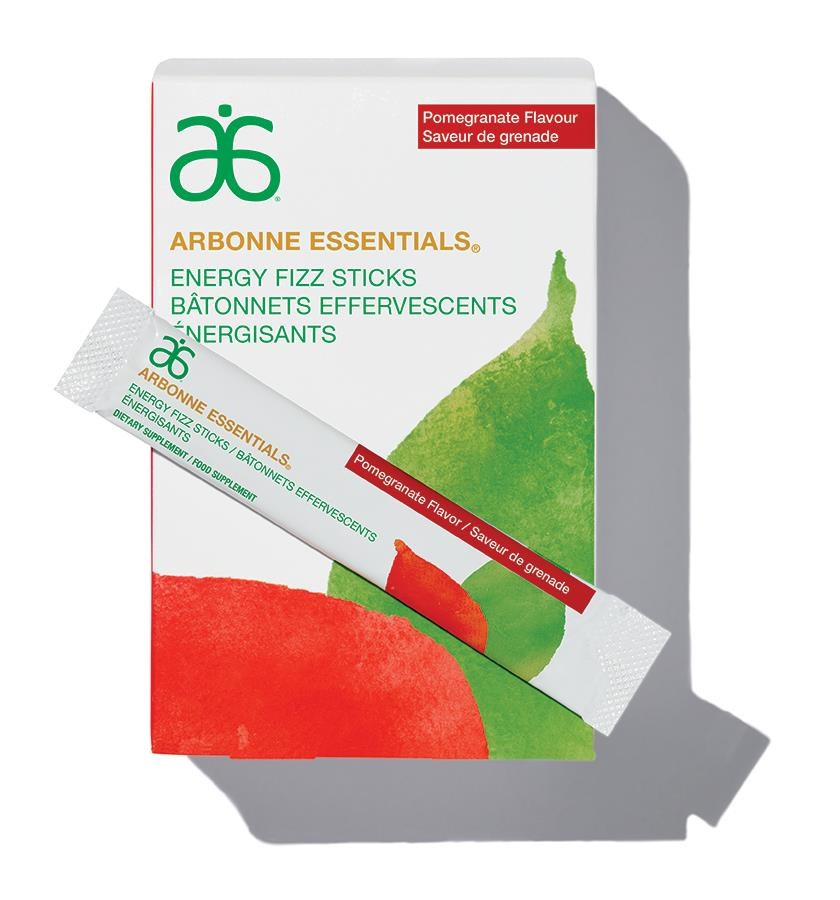 Pomegranate Flavour
Saveur de grenade
ARBONNE ESSENTIALS®
ENERGY FIZZ STICKS
BÂTONNETS EFFERVESCENTS
ÉNERGISANTS
ARBONNE ESSENTIALS®
ENERGY FIZZ STICKS / BÂTONNETS EFFERVESCENTS
ÉNERGISANTS
DIETARY SUPPLEMENT / FOOD SUPPLEMENT
Pomegranate Flavor / Saveur de grenade